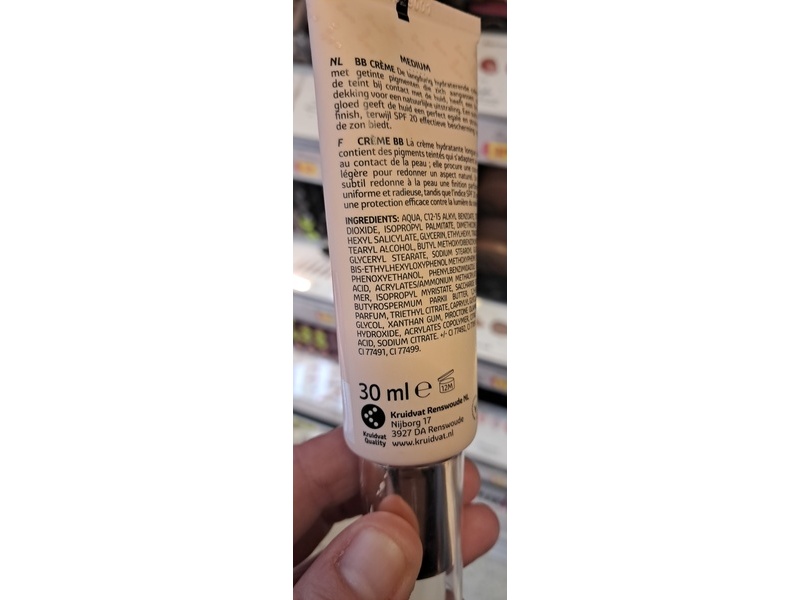 MEDIUM
NL BB CRÈME De langdurig hydraterende
met getinte pigmenten die zich aanpassen
de teint bij contact met de huid, heeft een
dekking voor een natuurlijke uitstraling. Een
gloed geeft de huid een perfect egale en
finish, terwijl SPF 20 effectieve bescherming
de zon biedt.
F CRÈME BB La crème hydratante longue
contient des pigments teintés qui s'adaptent
au contact de la peau ; elle procure une
légère pour redonner un aspect naturel.
subtil redonne à la peau une finition
uniforme et radieuse, tandis que l'indice SPF
une protection efficace contre la lumière du
INGREDIENTS: AQUA, C12-15 ALKYL BENZOATE,
DIOXIDE, ISOPROPYL PALMITATE,
HEXYL SALICYLATE, GLYCERIN,
TEARYL ALCOHOL, BUTYL
GLYCERYL STEARATE, SODIUM
BIS-ETHYLHEXYLOXYPHENOL
PHENOXYETHANOL,
ACID, ACRYLATES/AMMONIUM
MER, ISOPROPYL MYRISTATE,
BUTYROSPERMUM PARKII BUTTER,
PARFUM, TRIETHYL CITRATE,
GLYCOL, XANTHAN GUM, PIROCTONE
HYDROXIDE, ACRYLATES COPOLYMER,
ACID, SODIUM CITRATE. +/- CI 77492,
CI 77491, CI 77499.
30 ml e 12M
Kruidvat Renswoude NL
Nijborg 17
3927 DA Renswoude
www.kruidvat.nl
Kruidvat
Quality